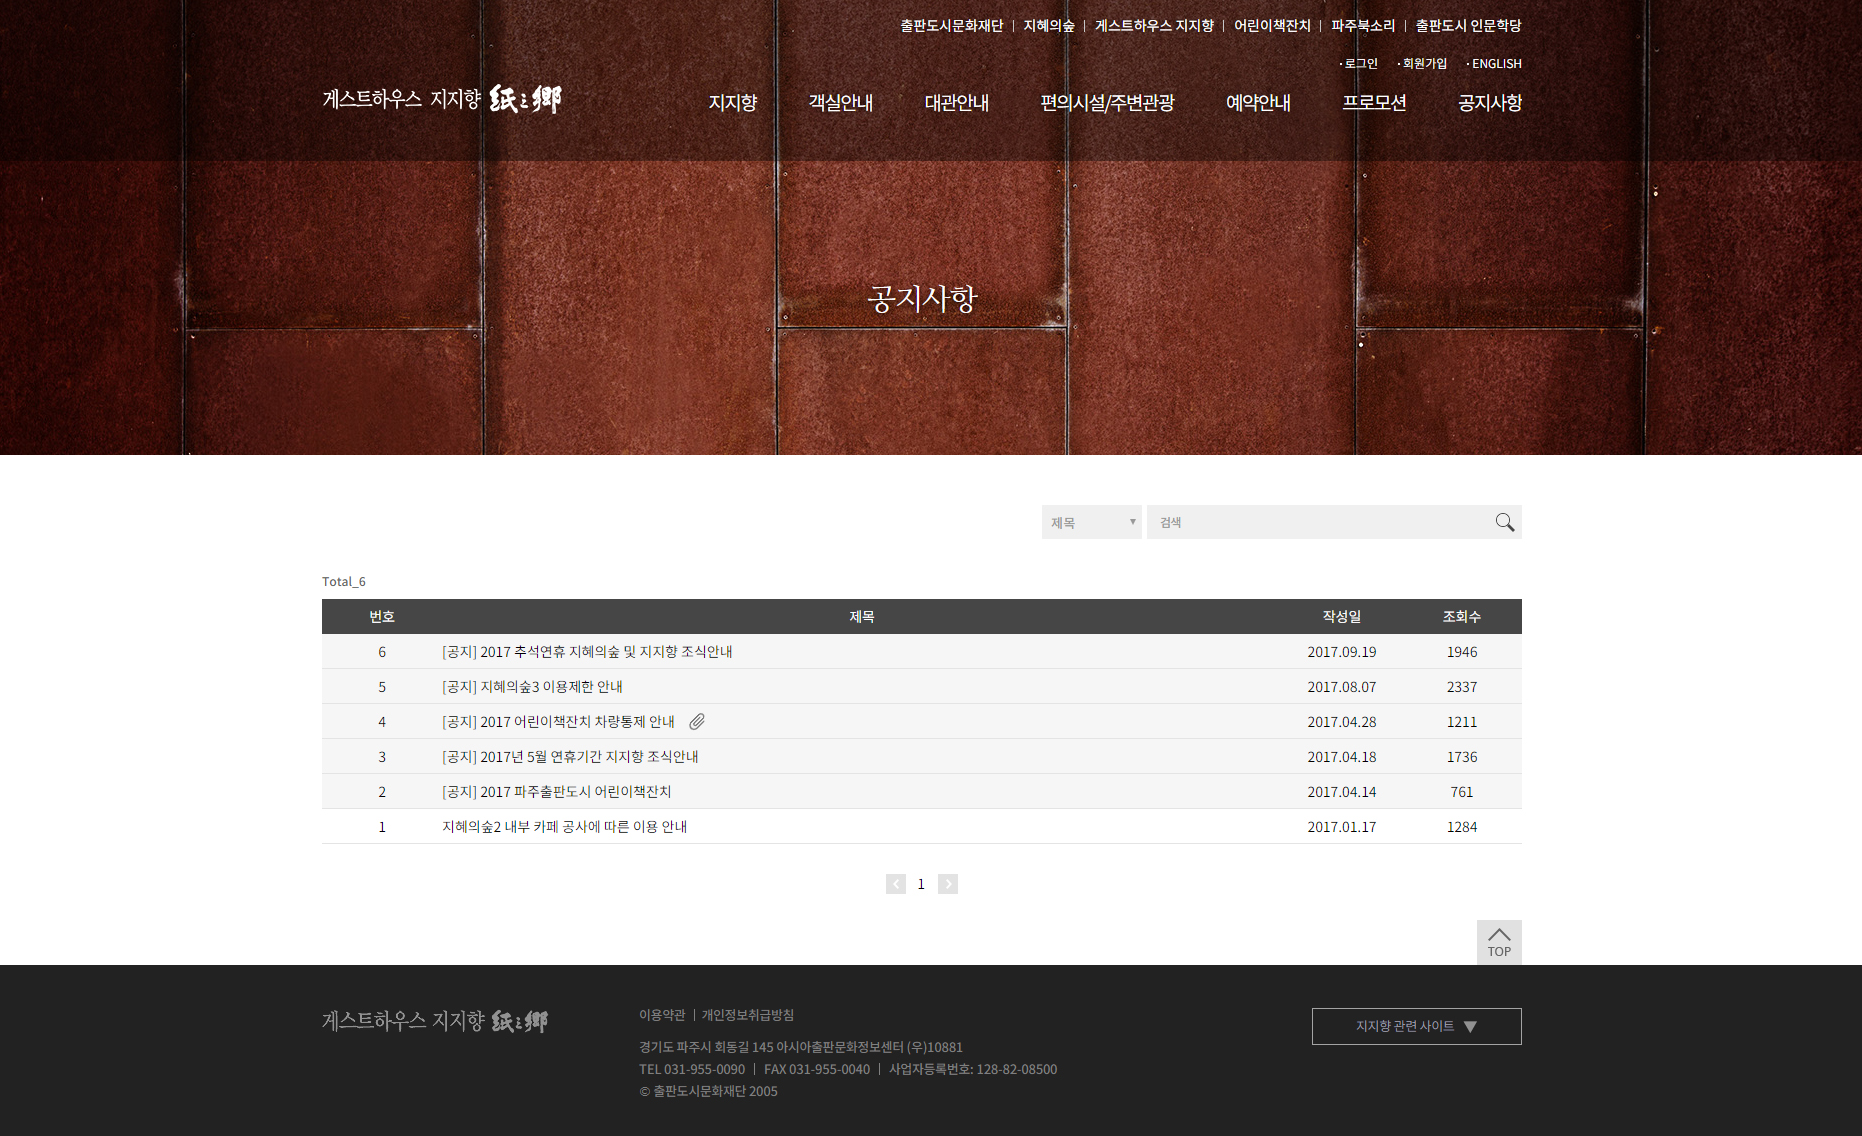 출판도시문화재단 | 지혜의숲 | 게스트하우스 지지향 | 어린이책잔치 | 파주북소리 | 출판도시 인문학당
· 로그인 · 회원가입 · ENGLISH
게스트하우스 지지향 紙之鄕
지지향 객실안내 대관안내 편의시설/주변관광 예약안내 프로모션 공지사항
공지사항
제목 ▼ 검색
Total_6
번호 제목 작성일 조회수
6 [공지] 2017 추석연휴 지혜의숲 및 지지향 조식안내 2017.09.19 1946
5 [공지] 지혜의숲3 이용제한 안내 2017.08.07 2337
4 [공지] 2017 어린이책잔치 차량통제 안내 2017.04.28 1211
3 [공지] 2017년 5월 연휴기간 지지향 조식안내 2017.04.18 1736
2 [공지] 2017 파주출판도시 어린이책잔치 2017.04.14 761
1 지혜의숲2 내부 카페 공사에 따른 이용 안내 2017.01.17 1284
1
TOP
게스트하우스 지지향 紙之鄕
이용약관 | 개인정보취급방침
지지향 관련 사이트 ▼
경기도 파주시 회동길 145 아시아출판문화정보센터 (우)10881
TEL 031-955-0090 | FAX 031-955-0040 | 사업자등록번호: 128-82-08500
© 출판도시문화재단 2005